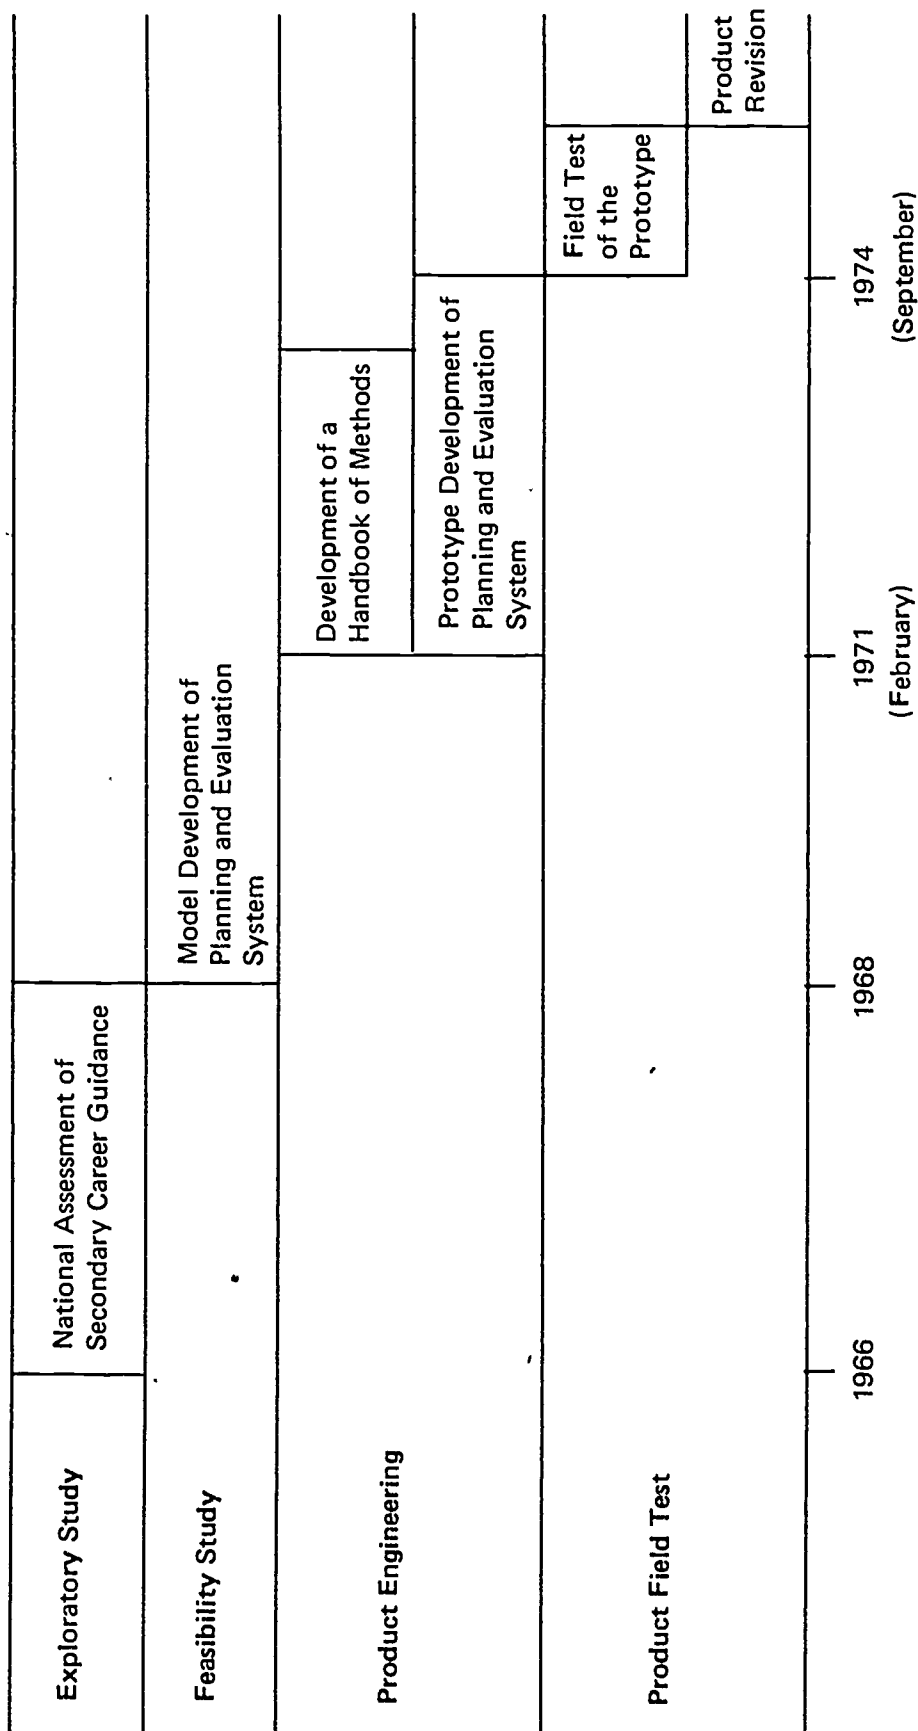 Exploratory Study
National Assessment of
Secondary Career Guidance
Feasibility Study
Model Development of
Planning and Evaluation
System
Product Engineering
Development of a
Handbook of Methods
Prototype Development of
Planning and Evaluation
System
Product Field Test
Field Test
of the
Prototype
Product
Revision
1966
1968
1971
(February)
1974
(September)